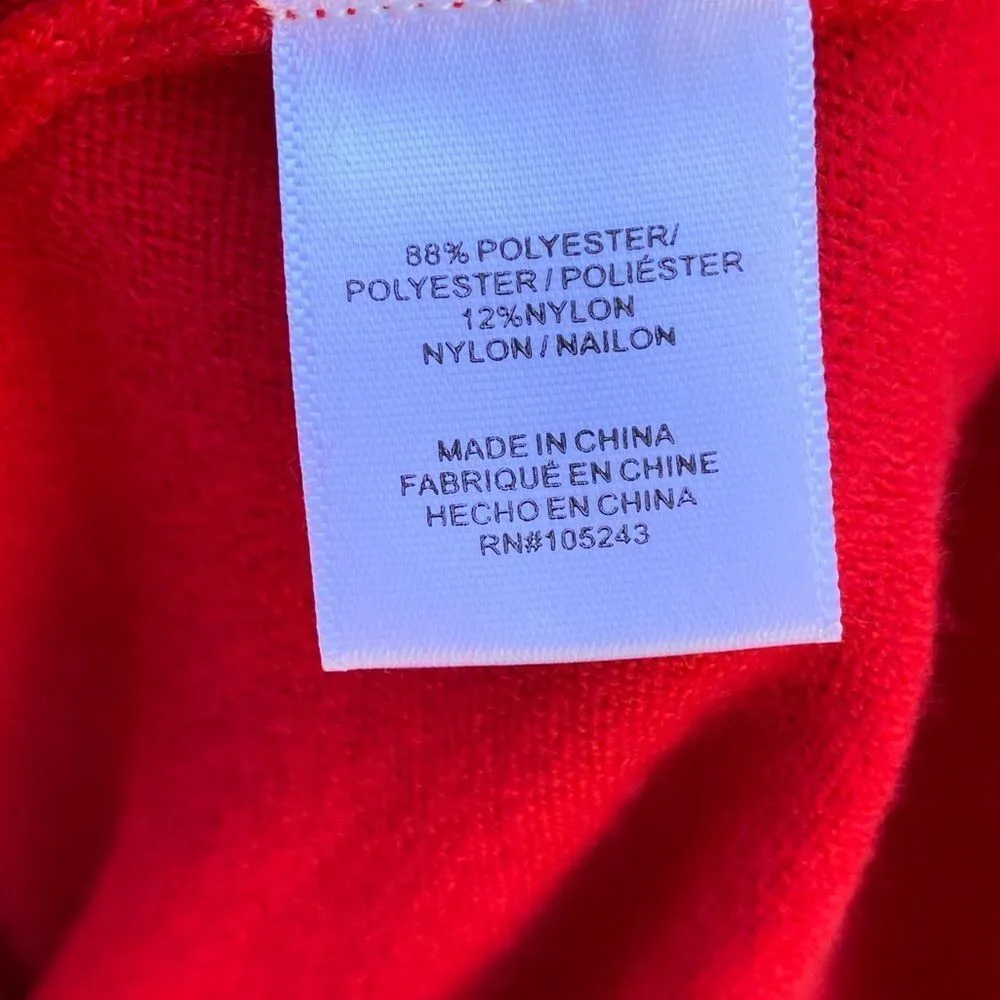 88% POLYESTER/
POLYESTER / POLIÉSTER
12%NYLON
NYLON / NAILON
MADE IN CHINA
FABRIQUÉ EN CHINE
HECHO EN CHINA
RN#105243